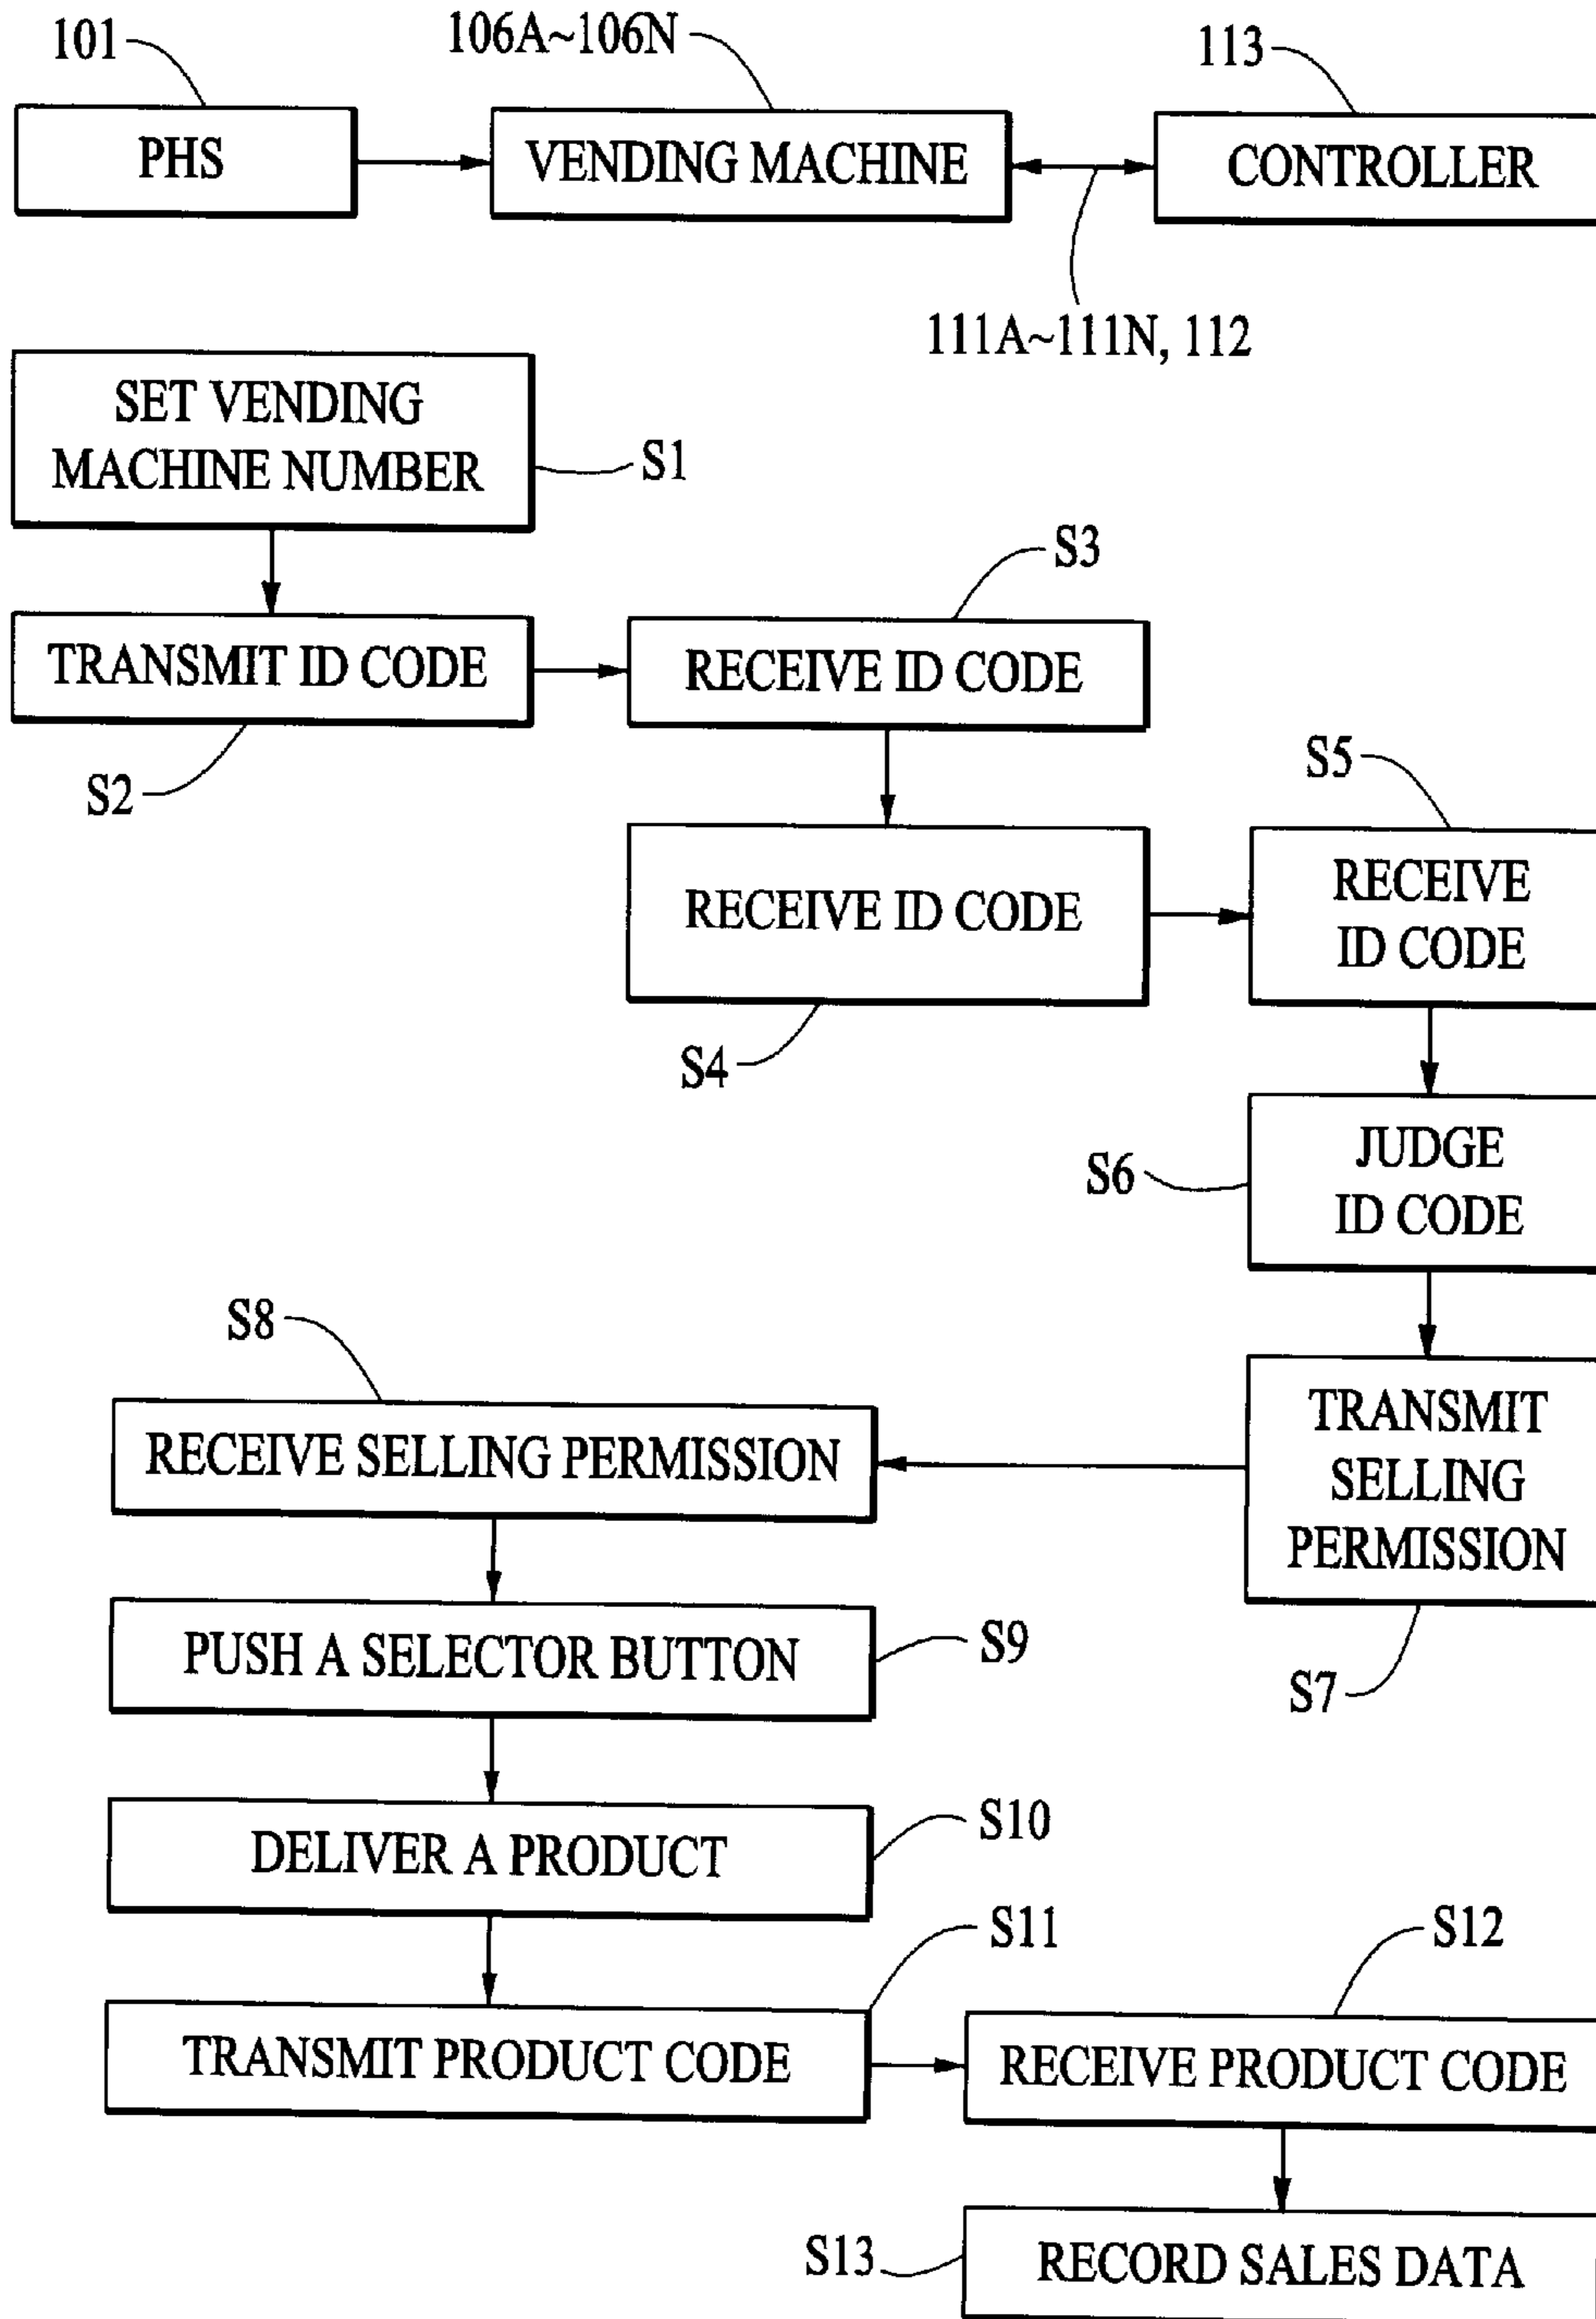 101
106A~106N
113
PHS
VENDING MACHINE
CONTROLLER
111A~111N, 112
SET VENDING
MACHINE NUMBER
S1
S3
TRANSMIT ID CODE
RECEIVE ID CODE
S2
S5
RECEIVE ID CODE
RECEIVE
ID CODE
S4
JUDGE
ID CODE
S6
S8
RECEIVE SELLING PERMISSION
TRANSMIT
SELLING
PERMISSION
PUSH A SELECTOR BUTTON
S9
S7
DELIVER A PRODUCT
S10
S11
S12
TRANSMIT PRODUCT CODE
RECEIVE PRODUCT CODE
S13
RECORD SALES DATA